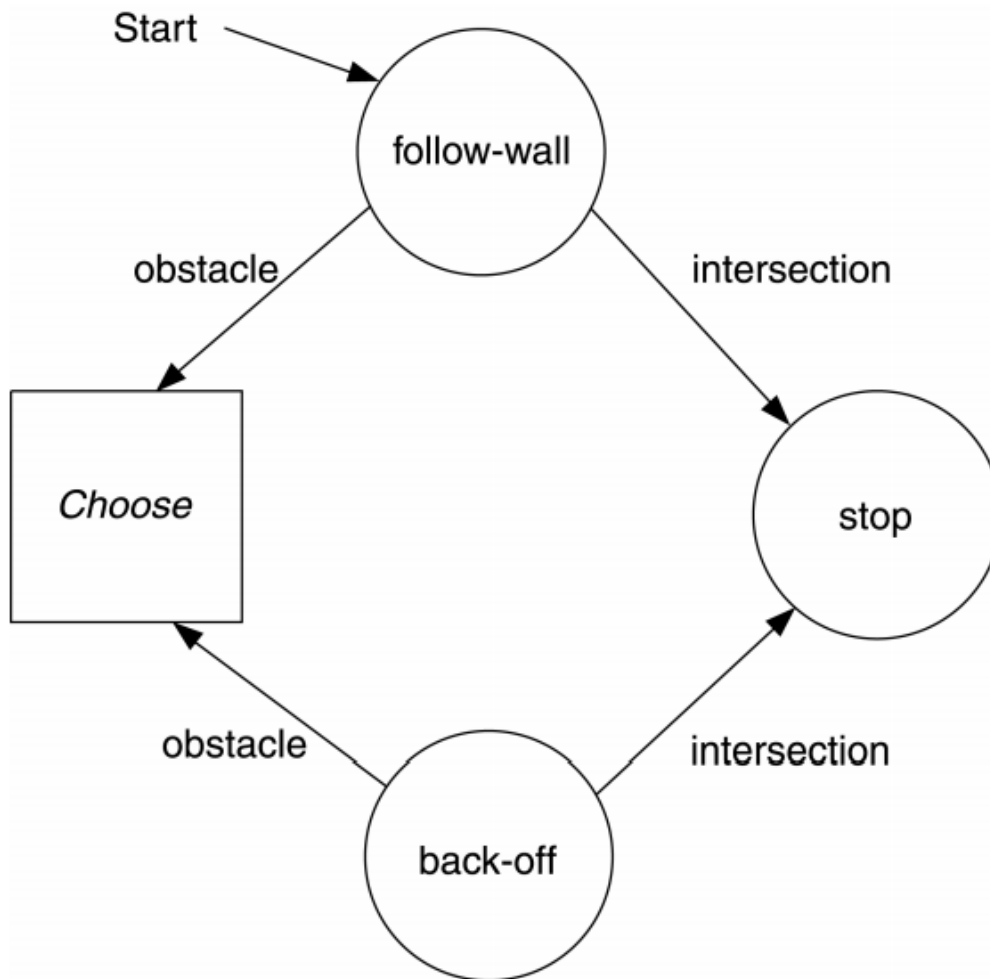 Start
follow-wall
obstacle
intersection
Choose
stop
obstacle
intersection
back-off